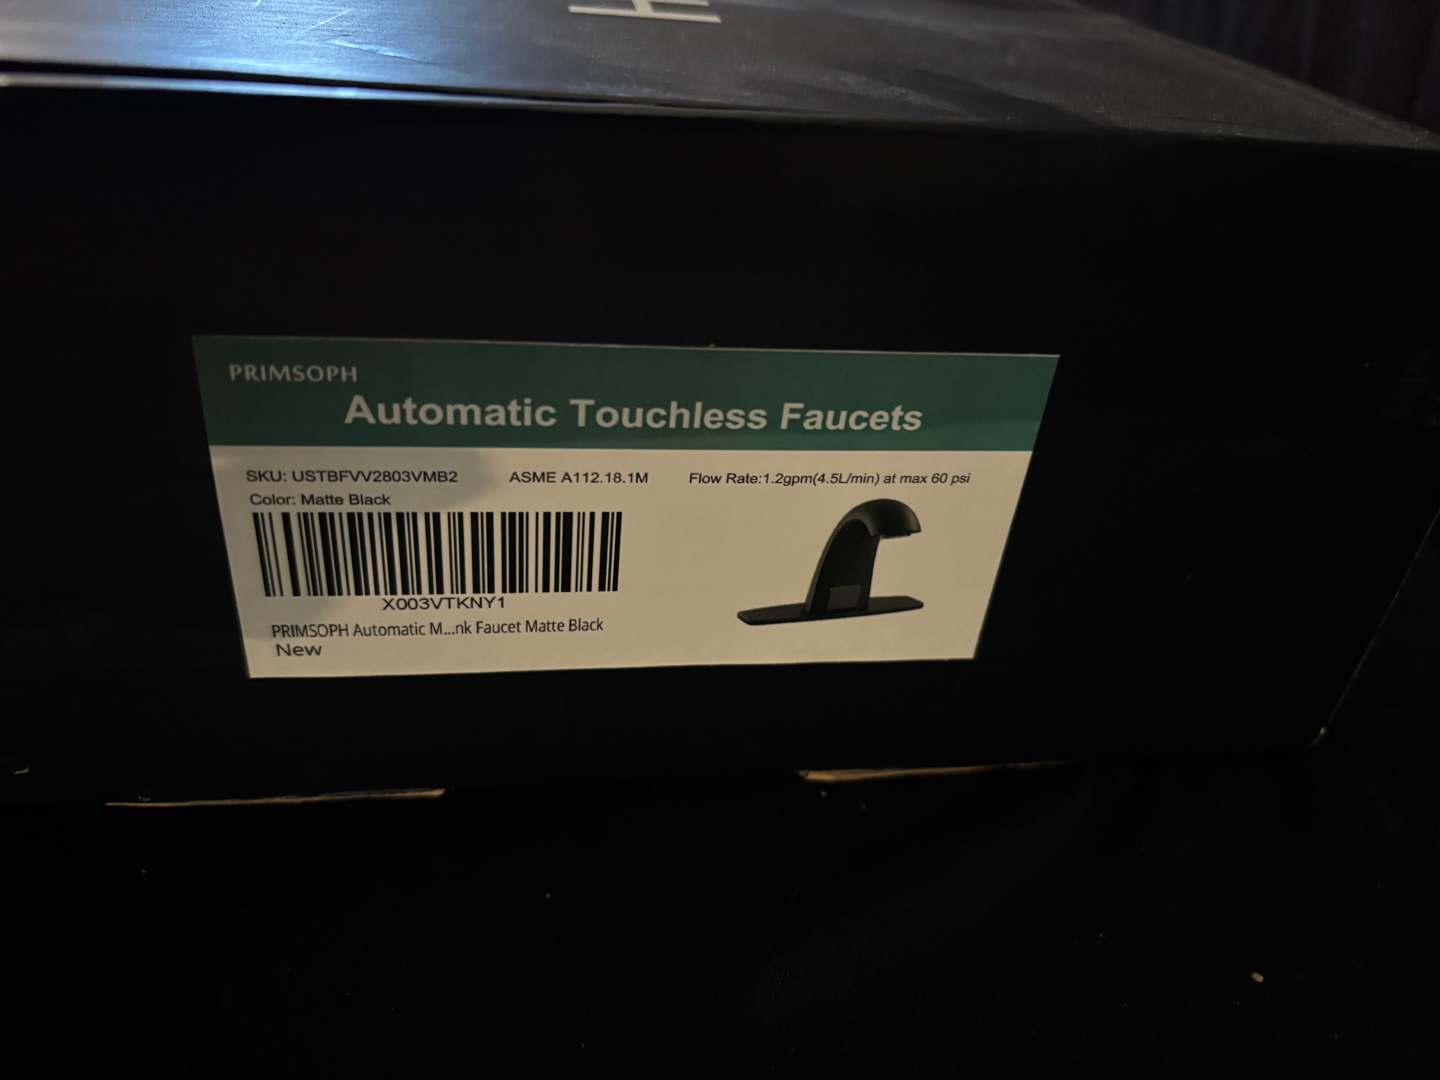 H
PRIMSOPH
Automatic Touchless Faucets
SKU: USTBFVV2803VMB2 ASME A112.18.1M Flow Rate:1.2gpm(4.5L/min) at max 60 psi
Color: Matte Black
X003VTKNY1
PRIMSOPH Automatic M...nk Faucet Matte Black
New